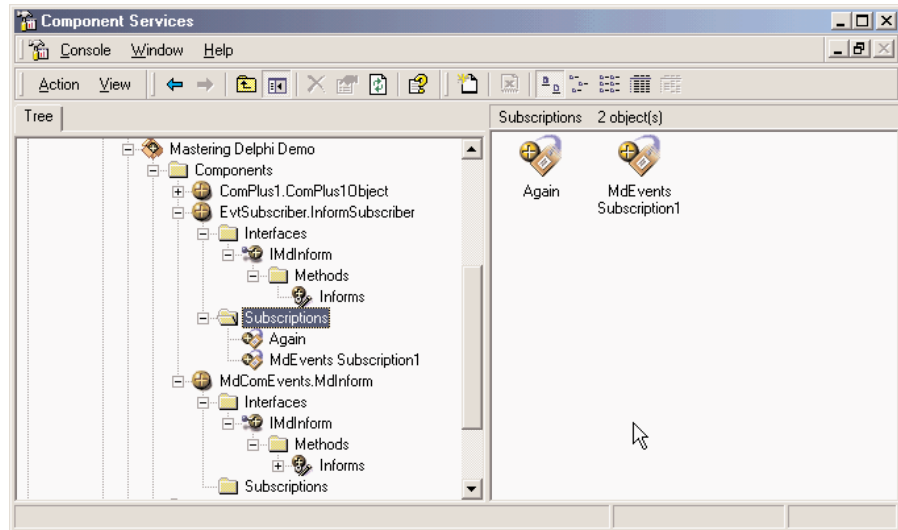 Component Services
Console Window Help
Action View
Tree
Subscriptions 2 object(s)
Mastering Delphi Demo
Components
ComPlus1.ComPlus1Object
EvtSubscriber.InformSubscriber
Interfaces
IMdInform
Methods
Informs
Subscriptions
Again
MdEvents Subscription1
MdComEvents.MdInform
Interfaces
IMdInform
Methods
Informs
Subscriptions
Again
MdEvents
Subscription1